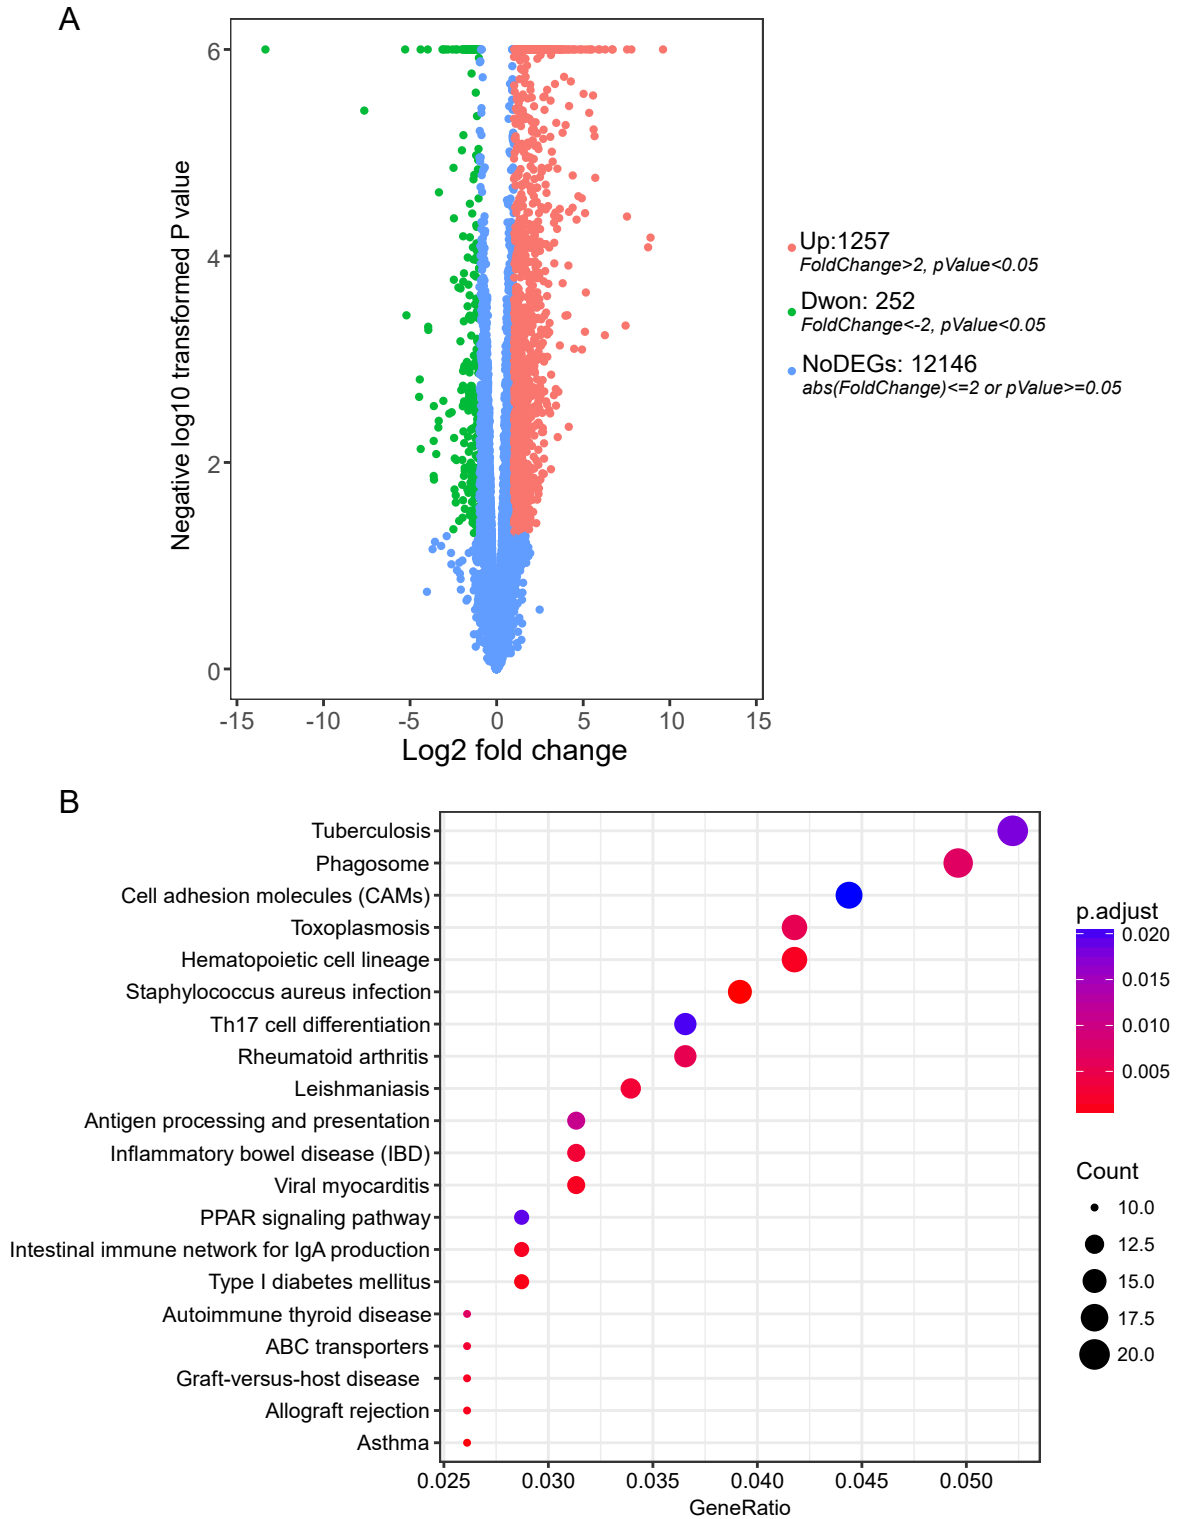 A
6
4
2
0
Negative log10 transformed P value
-15 -10 -5 0 5 10 15
Log2 fold change
Up:1257
FoldChange>2, pValue<0.05
Dwon: 252
FoldChange<-2, pValue<0.05
NoDEGs: 12146
abs(FoldChange)<=2 or pValue>=0.05
B
Tuberculosis
Phagosome
Cell adhesion molecules (CAMs)
Toxoplasmosis
Hematopoietic cell lineage
Staphylococcus aureus infection
Th17 cell differentiation
Rheumatoid arthritis
Leishmaniasis
Antigen processing and presentation
Inflammatory bowel disease (IBD)
Viral myocarditis
PPAR signaling pathway
Intestinal immune network for IgA production
Type I diabetes mellitus
Autoimmune thyroid disease
ABC transporters
Graft-versus-host disease
Allograft rejection
Asthma
0.025 0.030 0.035 0.040 0.045 0.050
GeneRatio
p.adjust
0.020
0.015
0.010
0.005
Count
10.0
12.5
15.0
17.5
20.0